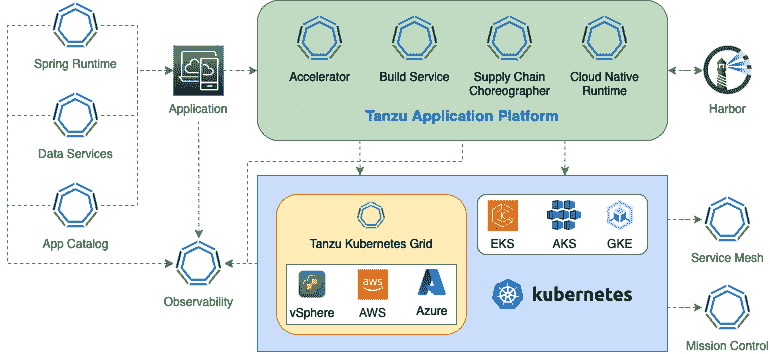 Spring Runtime
Data Services
App Catalog
Application
Observability
Accelerator
Build Service
Supply Chain
Choreographer
Cloud Native
Runtime
Tanzu Application Platform
Harbor
Tanzu Kubernetes Grid
vSphere
aws
AWS
Azure
EKS
AKS
GKE
kubernetes
Service Mesh
Mission Control